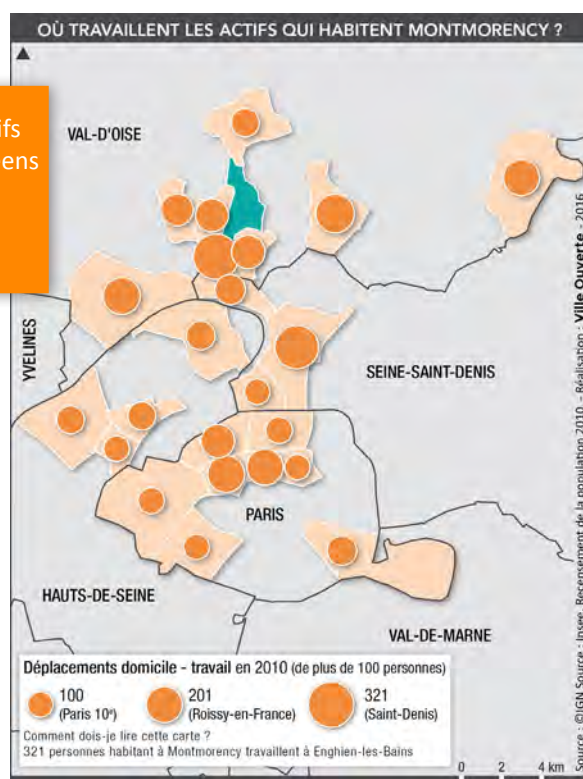 OÙ TRAVAILLENT LES ACTIFS QUI HABITENT MONTMORENCY ?
ifs
ens
VAL-D'OISE
YVELINES
SEINE-SAINT-DENIS
PARIS
HAUTS-DE-SEINE
VAL-DE-MARNE
Déplacements domicile - travail en 2010 (de plus de 100 personnes)
100
(Paris 10e)
201
(Roissy-en-France)
321
(Saint-Denis)
Comment dois-je lire cette carte ?
321 personnes habitant à Montmorency travaillent à Enghien-les-Bains
0 2 4 km
Source : ©IGN Source : Insee, Recensement de la population 2010 - Réalisation : Ville Ouverte - 2016